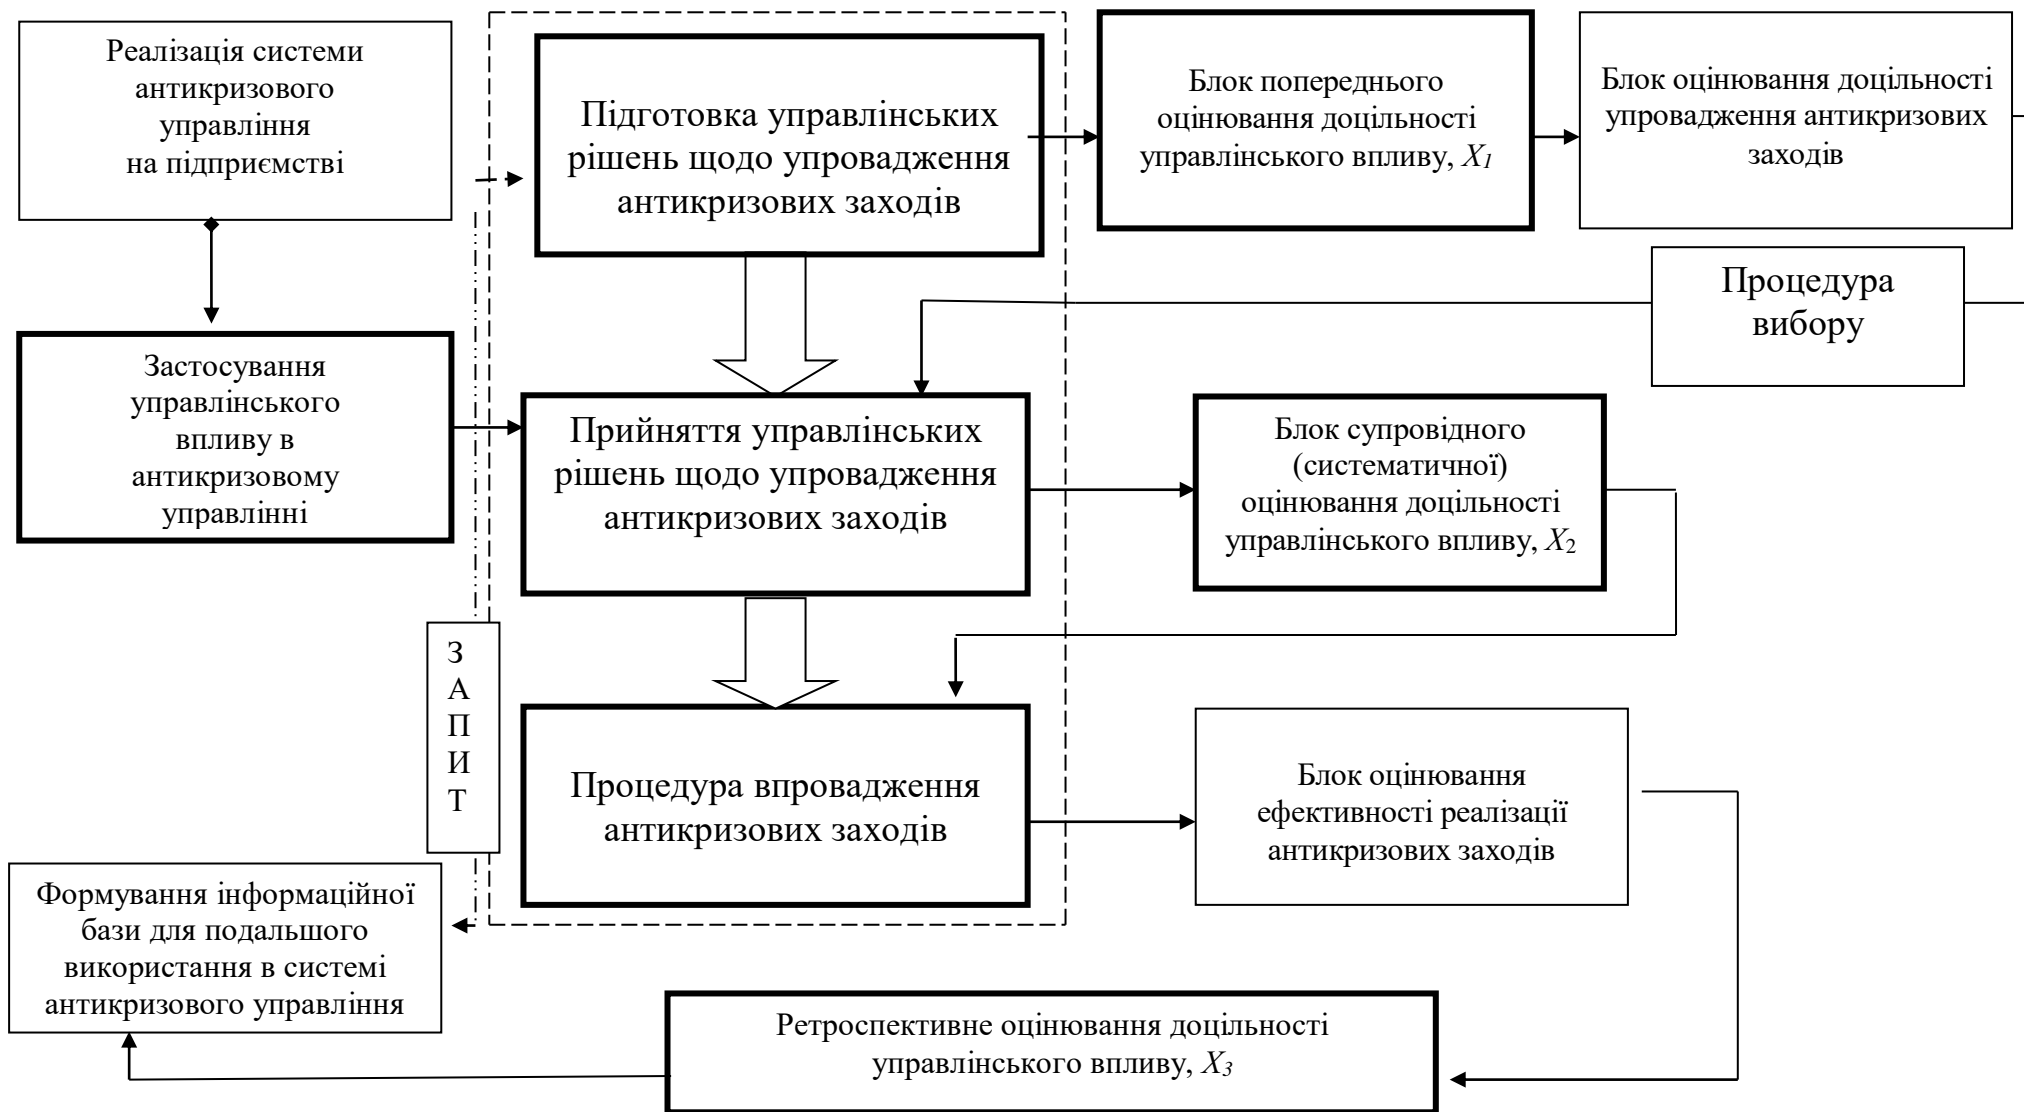 Реалізація системи
антикризового
управління
на підприємстві
Підготовка управлінських
рішень щодо упровадження
антикризових заходів
Блок попереднього
оцінювання доцільності
управлінського впливу, X1
Блок оцінювання доцільності
упровадження антикризових
заходів
Процедура
вибору
Застосування
управлінського
впливу в
антикризовому
управлінні
Прийняття управлінських
рішень щодо упровадження
антикризових заходів
Блок супровідного
(систематичної)
оцінювання доцільності
управлінського впливу, X2
З
А
П
И
Т
Процедура впровадження
антикризових заходів
Блок оцінювання
ефективності реалізації
антикризових заходів
Формування інформаційної
бази для подальшого
використання в системі
антикризового управління
Ретроспективне оцінювання доцільності
управлінського впливу, X3